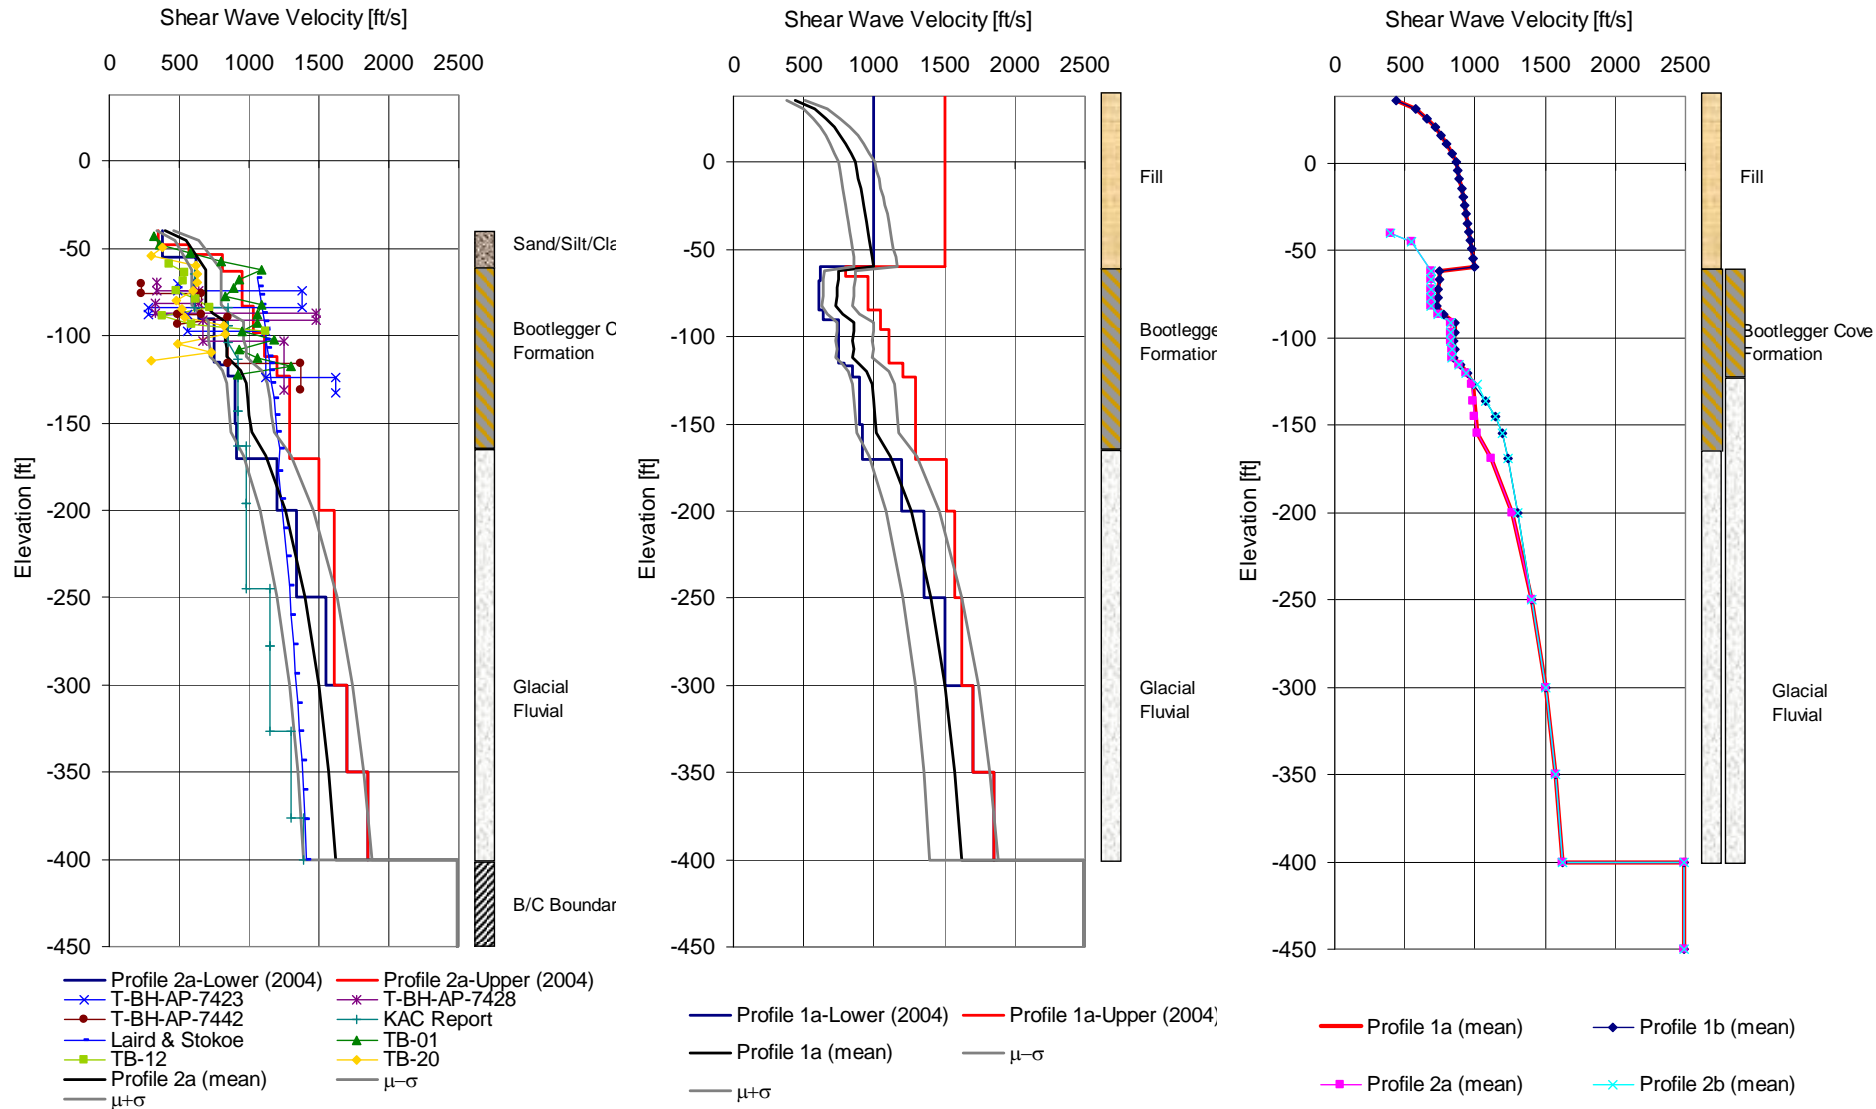 Shear Wave Velocity [ft/s]
0 500 1000 1500 2000 2500
0
-50
-100
-150
-200
-250
-300
-350
-400
-450
Elevation [ft]
Sand/Silt/Cla
Bootlegger C
Formation
Glacial
Fluvial
B/C Boundar
Profile 2a-Lower (2004)
Profile 2a-Upper (2004)
T-BH-AP-7423
T-BH-AP-7428
T-BH-AP-7442
KAC Report
Laird & Stokoe
TB-01
TB-12
TB-20
Profile 2a (mean)
μ−σ
μ+σ
Shear Wave Velocity [ft/s]
0 500 1000 1500 2000 2500
0
-50
-100
-150
-200
-250
-300
-350
-400
-450
Elevation [ft]
Fill
Bootlegge
Formation
Glacial
Fluvial
Profile 1a-Lower (2004)
Profile 1a-Upper (2004)
Profile 1a (mean)
μ−σ
μ+σ
Shear Wave Velocity [ft/s]
0 500 1000 1500 2000 2500
0
-50
-100
-150
-200
-250
-300
-350
-400
-450
Elevation [ft]
Fill
Bootlegger Cove
Formation
Glacial
Fluvial
Profile 1a (mean)
Profile 1b (mean)
Profile 2a (mean)
Profile 2b (mean)